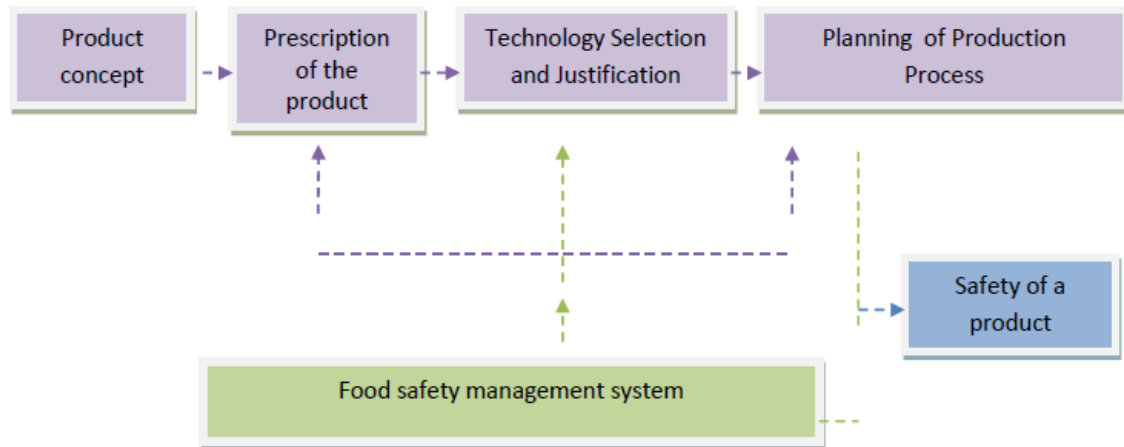 Product
concept
Prescription
of the
product
Technology Selection
and Justification
Planning of Production
Process
Safety of a
product
Food safety management system